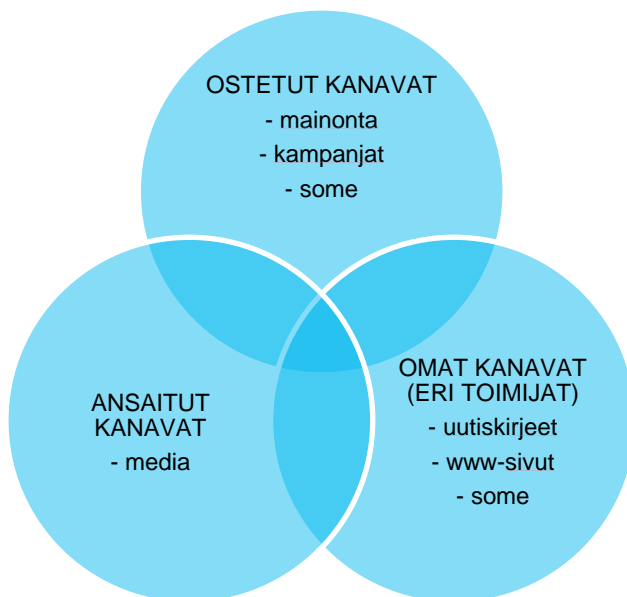 OSTETUT KANAVAT
- mainonta
- kampanjat
- some
ANSAITUT
KANAVAT
- media
OMAT KANAVAT
(ERI TOIMIJAT)
- uutiskirjeet
- www-sivut
- some